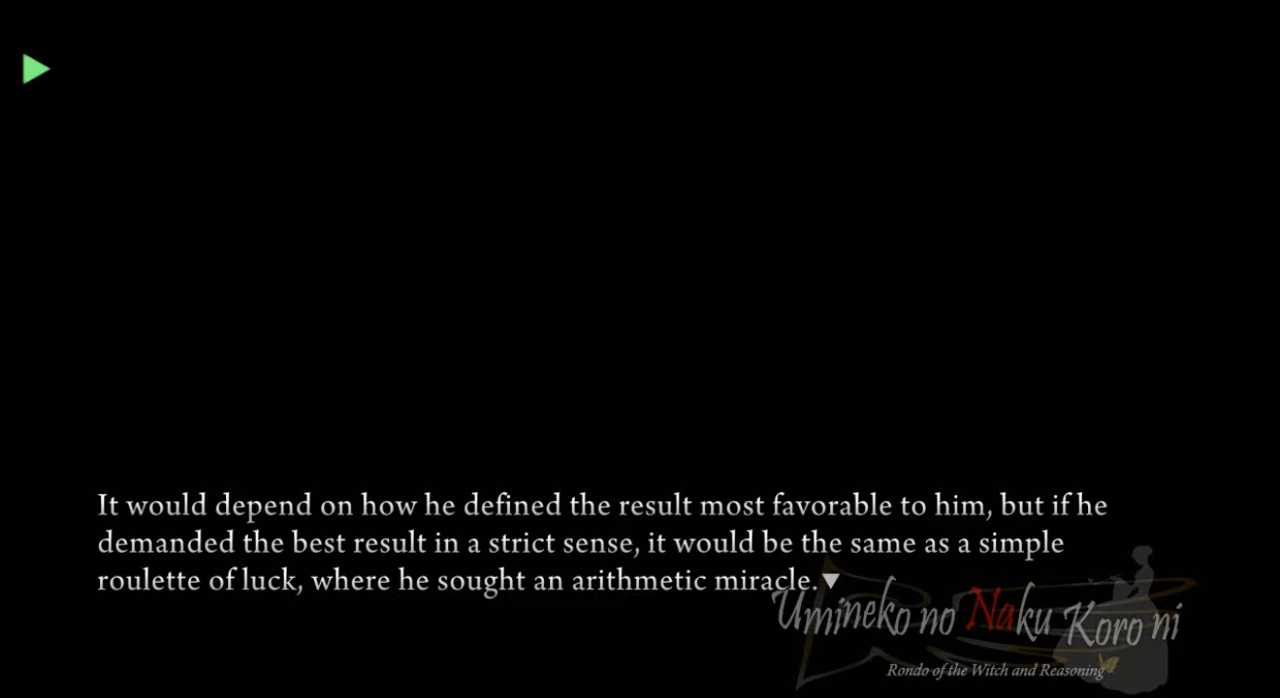 It would depend on how he defined the result most favorable to him, but if he
demanded the best result in a strict sense, it would be the same as a simple
roulette of luck, where he sought an arithmetic miracle.
Umineko no Naku Koro ni
Rondo of the Witch and Reasoning